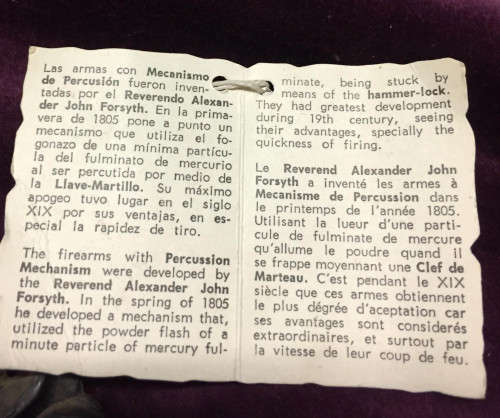 Las armas con Mecanismo
de Percusión fueron inven-
tadas por el Reverendo Alexan-
der John Forsyth. En la prima-
vera de 1805 pone a punto un
mecanismo que utiliza el fo-
gonazo de una mínima partícu-
la del fulminato de mercurio
al ser percutida por medio de
la Llave-Martillo. Su máximo
apogeo tuvo lugar en el siglo
XIX por sus ventajas, en es-
pecial la rapidez de tiro.
The firearms with Percussion
Mechanism were developed by
the Reverend Alexander John
Forsyth. In the spring of 1805
he developed a mechanism that,
utilized the powder flash of a
minute particle of mercury ful-
minate, being stuck by
means of the hammer-lock.
They had greatest development
during 19th century, seeing
their advantages, specially the
quickness of firing.
Le Reverend Alexander John
Forsyth a inventé les armes à
Mecanisme de Percussion dans
le printemps de l'année 1805.
Utilisant la lueur d'une parti-
cule de fulminate de mercure
qu'allume le poudre quand il
se frappe moyennant une Clef de
Marteau. C'est pendant le XIX
siècle que ces armes obtiennent
le plus dégrée d'aceptation car
ses avantages sont considerés
extraordinaires, et surtout par
la vitesse de leur coup de feu.